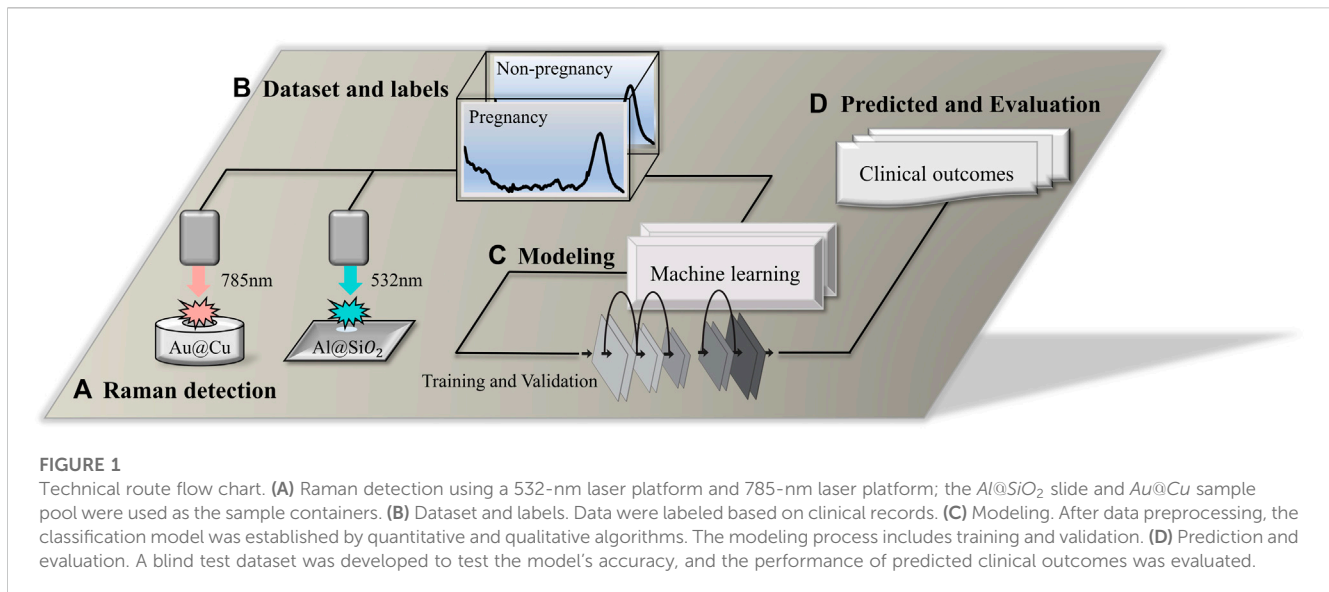 B Dataset and labels
Non-pregnancy
Pregnancy
D Predicted and Evaluation
Clinical outcomes
785nm
532nm
C Modeling
Machine learning
Au@Cu
Al@SiO₂
Training and Validation
A Raman detection
FIGURE 1
Technical route flow chart. (A) Raman detection using a 532-nm laser platform and 785-nm laser platform; the Al@SiO₂ slide and Au@Cu sample
pool were used as the sample containers. (B) Dataset and labels. Data were labeled based on clinical records. (C) Modeling. After data preprocessing, the
classification model was established by quantitative and qualitative algorithms. The modeling process includes training and validation. (D) Prediction and
evaluation. A blind test dataset was developed to test the model’s accuracy, and the performance of predicted clinical outcomes was evaluated.